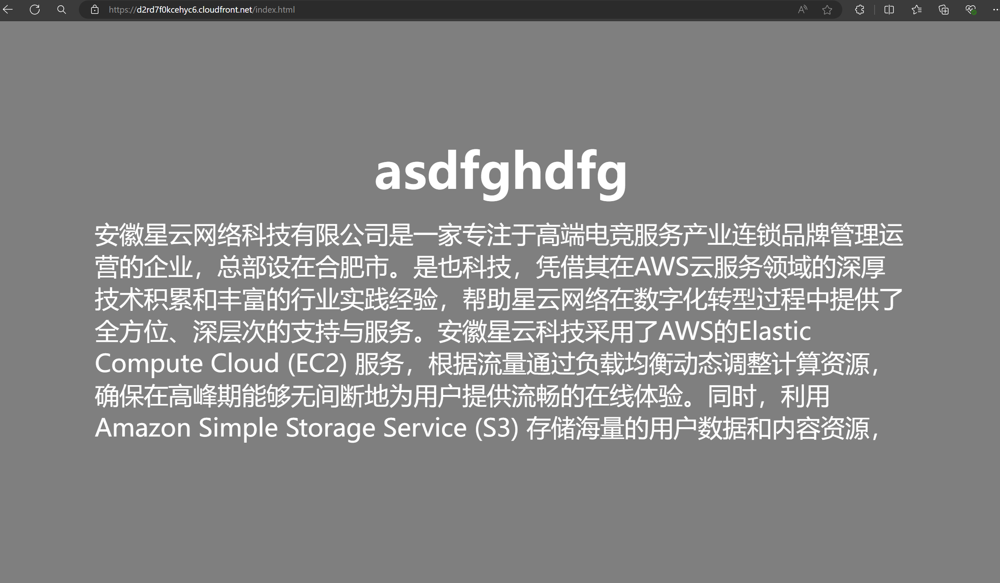 https://d2rd7f0kcehyc6.cloudfront.net/index.html
asdfghdfg
安徽星云网络科技有限公司是一家专注于高端电竞服务产业连锁品牌管理运
营的企业，总部设在合肥市。是也科技，凭借其在AWS云服务领域的深厚
技术积累和丰富的行业实践经验，帮助星云网络在数字化转型过程中提供了
全方位、深层次的支持与服务。安徽星云科技采用了AWS的Elastic
Compute Cloud (EC2) 服务，根据流量通过负载均衡动态调整计算资源，
确保在高峰期能够无间断地为用户提供流畅的在线体验。同时，利用
Amazon Simple Storage Service (S3) 存储海量的用户数据和内容资源，